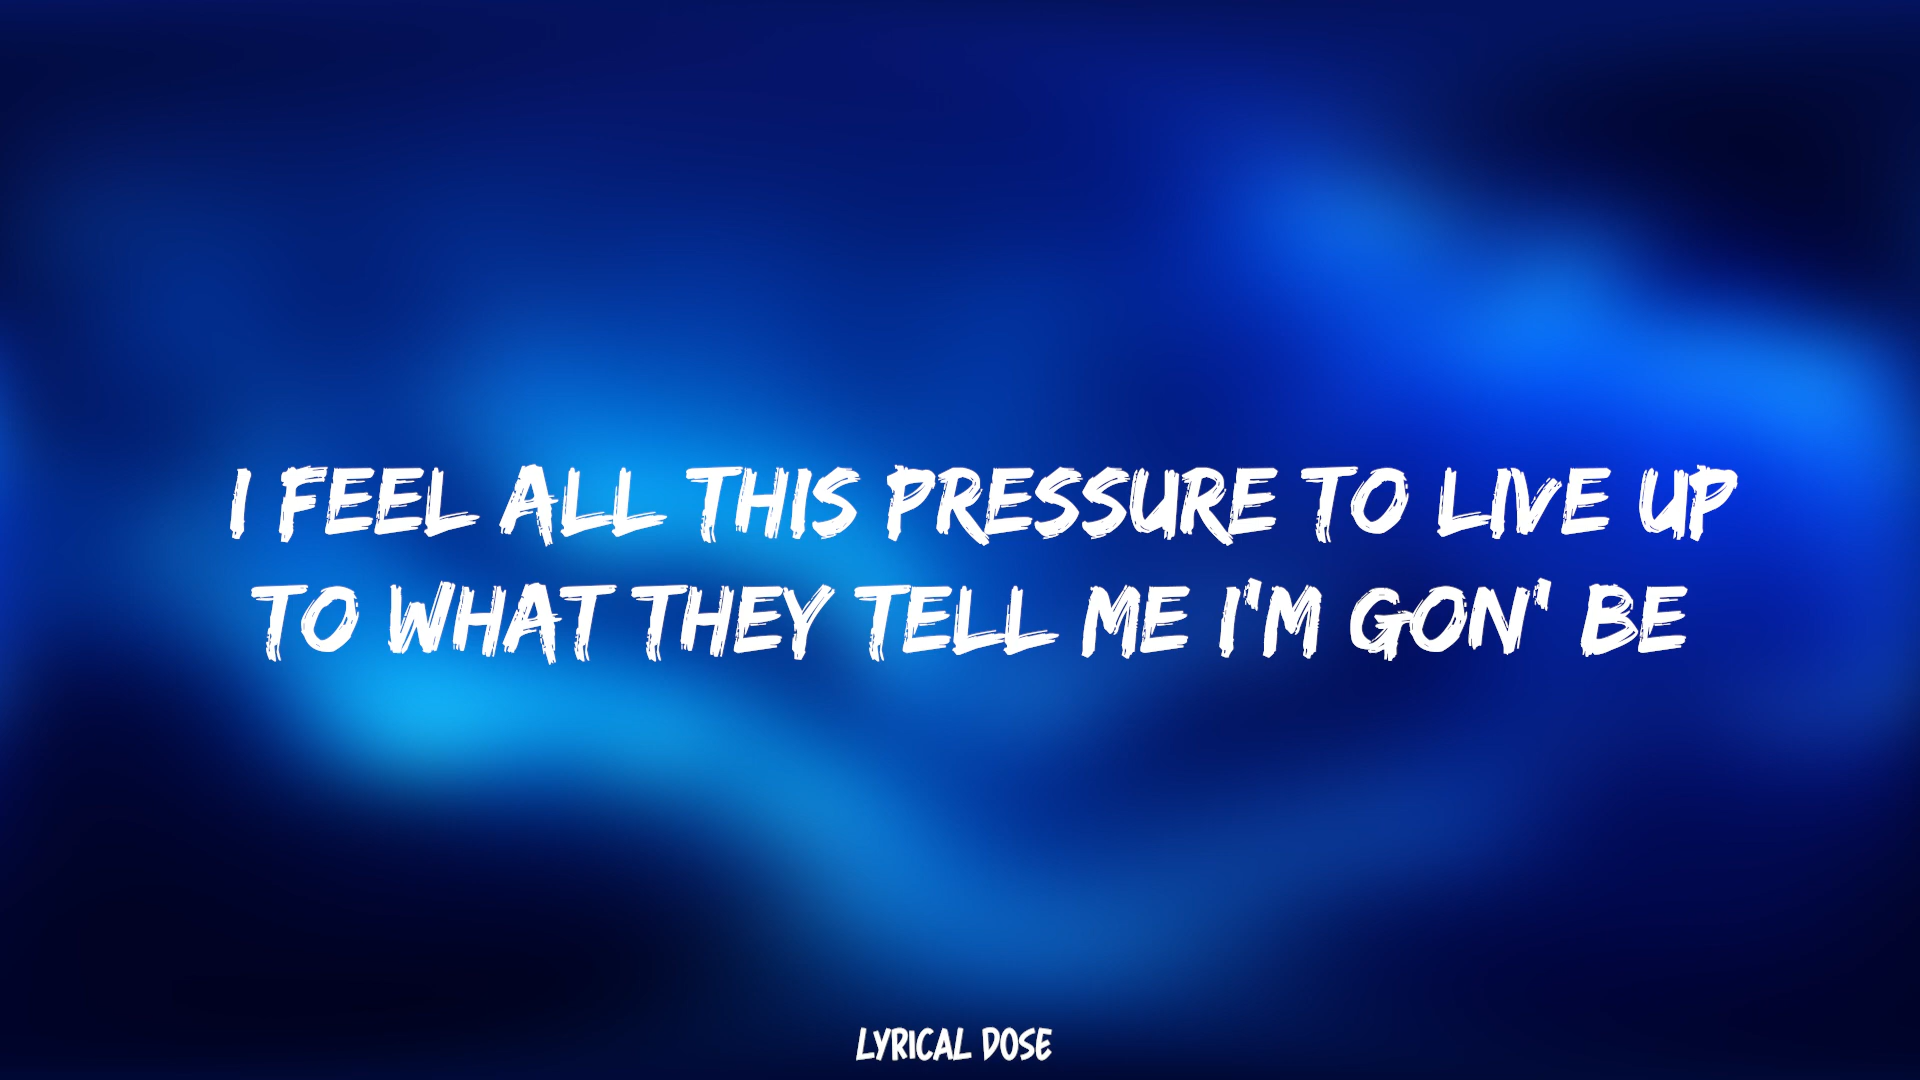 I FEEL ALL THIS PRESSURE TO LIVE UP
TO WHAT THEY TELL ME I'M GON' BE
LYRICAL DOSE